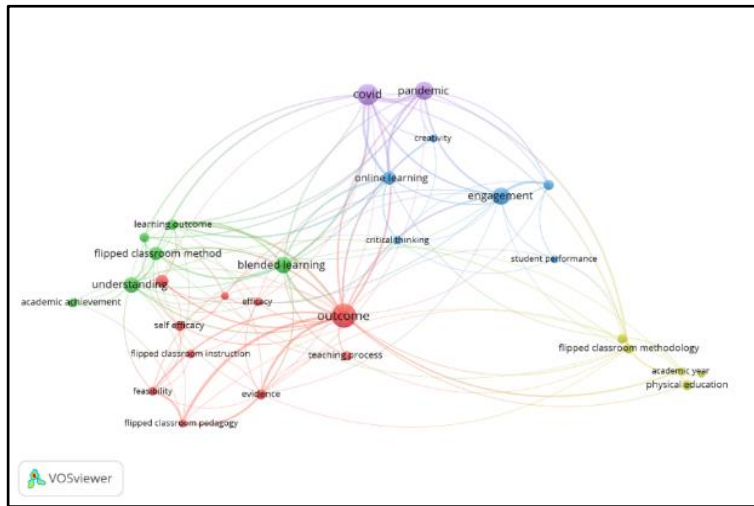 covid
pandemic
creativity
online learning
engagement
learning outcome
critical thinking
flipped classroom method
student performance
blended learning
understanding
academic achievement
efficacy
outcome
self efficacy
flipped classroom methodology
flipped classroom instruction
teaching process
academic year
physical education
feasibility
evidence
flipped classroom pedagogy
VOSviewer